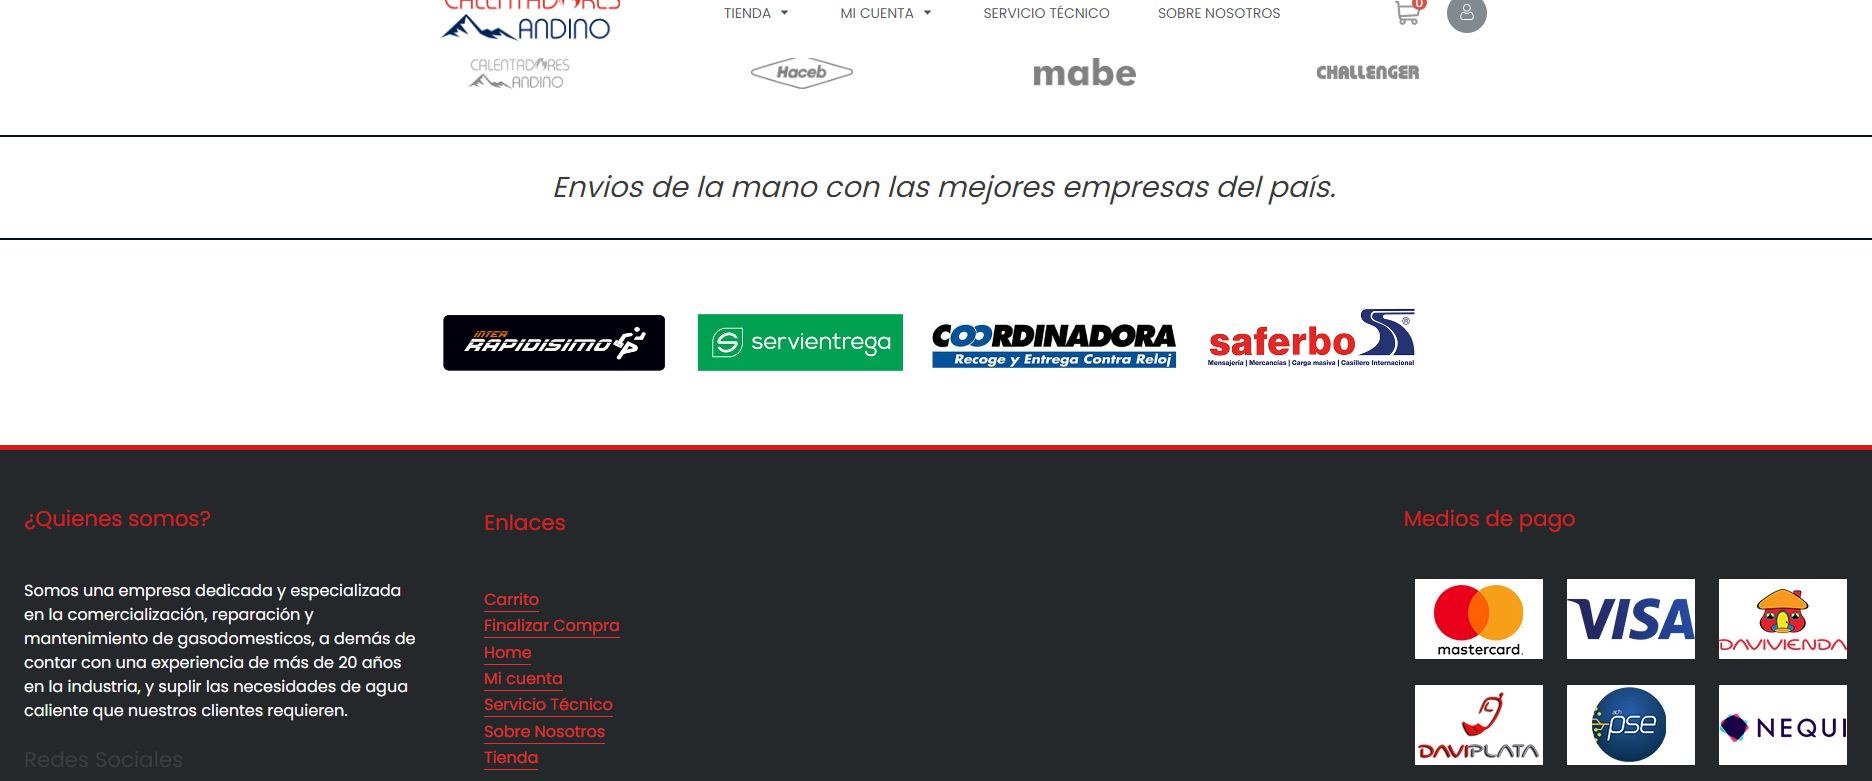 CALENTADORES
ANDINO
TIENDA
MI CUENTA
SERVICIO TÉCNICO
SOBRE NOSOTROS
0
CALENTADORES
ANDINO
Haceb
mabe
CHALLENGER
Envios de la mano con las mejores empresas del país.
INTER
RAPIDISIMO
servientrega
COORDINADORA
Recoge y Entrega Contra Reloj
saferbo
®
Mensajería | Mercancías | Carga masiva | Casillero Internacional
¿Quienes somos?
Somos una empresa dedicada y especializada
en la comercialización, reparación y
mantenimiento de gasodomesticos, a demás de
contar con una experiencia de más de 20 años
en la industria, y suplir las necesidades de agua
caliente que nuestros clientes requieren.
Redes Sociales
Enlaces
Carrito
Finalizar Compra
Home
Mi cuenta
Servicio Técnico
Sobre Nosotros
Tienda
Medios de pago
mastercard.
VISA
DAVIVIENDA
DAVIPLATA
ach
pse
NEQUI